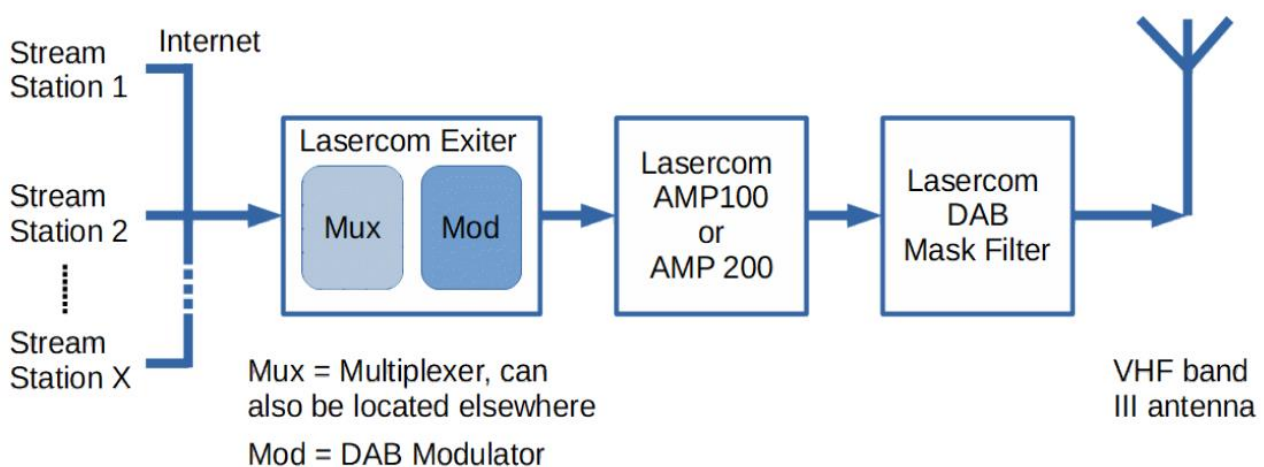 Internet
Stream
Station 1
Stream
Station 2
Stream
Station X
Lasercom Exiter
Mux
Mod
Lasercom
AMP100
or
AMP 200
Lasercom
DAB
Mask Filter
Mux = Multiplexer, can
also be located elsewhere
Mod = DAB Modulator
VHF band
III antenna